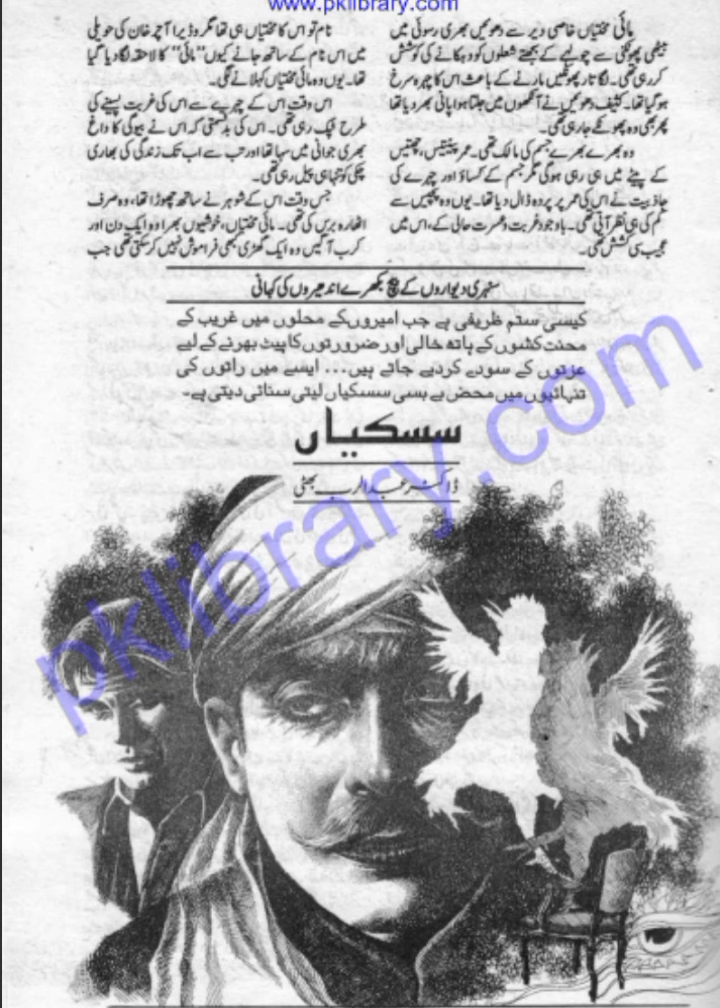 www.pklibrary.com
مائی مختیاں خاصی دیر سے دھوئیں بھری رسوئی میں
بیٹھی پھونکنی سے چولہے کے بجھتے شعلوں کو دہکانے کی کوشش
کر رہی تھی۔ لگاتار پھونکیں مارنے کے باعث اس کا چہرہ سرخ
ہو گیا تھا۔ کثیف دھوئیں نے آنکھوں میں جلتا ہوا پانی بھر دیا تھا
پھر بھی وہ پھونکے جا رہی تھی۔
وہ بھرے بھرے جسم کی مالک تھی۔ عمر پینتیس، چھتیس
کے پیٹے میں ہی رہی ہوگی مگر جسم کے کساؤ اور چہرے کی
جاذبیت نے اس کی عمر پر پردہ ڈال دیا تھا۔ یوں وہ پچیس سے
کم کی ہی نظر آتی تھی۔ باوجود غربت و عسرت حالی کے، اس میں
عجیب سی کشش تھی۔
نام تو اس کا مختیاں ہی تھا مگر وڈیرا آچر خان کی حویلی
میں اس نام کے ساتھ جانے کیوں ’’مائی‘‘ کا لاحقہ لگا دیا گیا
تھا۔ یوں وہ مائی مختیاں کہلانے لگی۔
اس وقت اس کے چہرے سے اس کی غربت پسینے کی
طرح ٹپک رہی تھی۔ اس کی بدقسمتی کہ اس نے بیوگی کا داغ
بھری جوانی میں سہا تھا اور تب سے اب تک زندگی کی بھاری
چکی کو تنہا ہی پیل رہی تھی۔
جس وقت اس کے شوہر نے ساتھ چھوڑا تھا، وہ صرف
اٹھارہ برس کی تھی۔ مائی مختیاں، خوشیوں بھرا وہ ایک دن اور
کرب آگیں وہ ایک گھڑی کبھی فراموش نہیں کر سکتی تھی جب
سنہری دیواروں کے بیچ بکھرے اندھیروں کی کہانی
کیسی ستم ظریفی ہے جب امیروں کے محلوں میں غریب کے
محنت کشوں کے ہاتھ خالی اور ضرورتوں کا پیٹ بھرنے کے لیے
عزتوں کے سودے کردیے جاتے ہیں... ایسے میں راتوں کی
تنہائیوں میں محض بے بسی سسکیاں لیتی سنائی دیتی ہے۔
سسکیاں
ڈاکٹر عبدالرب بھٹی
pklibrary.com